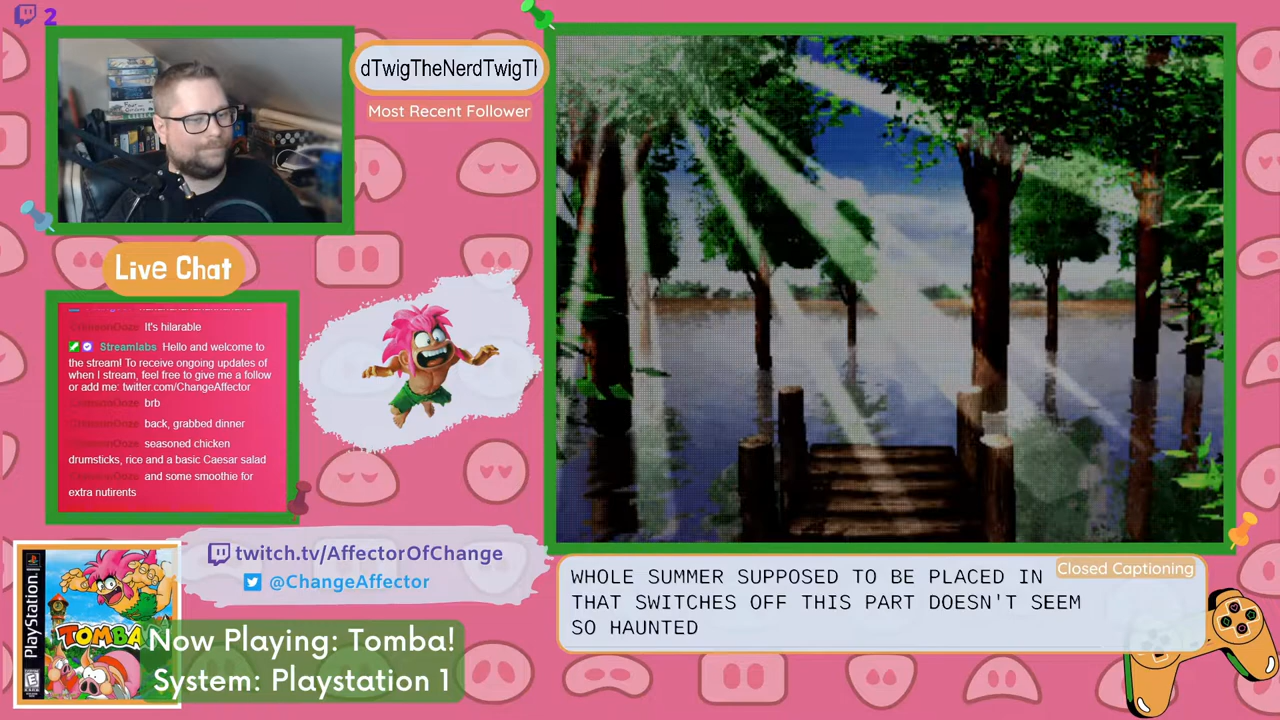 2
dTwigTheNerdTwigTh
Most Recent Follower
Live Chat
It's hilarable
Streamlabs Hello and welcome to
the stream! To receive ongoing updates of
when I stream, feel free to give me a follow
or add me: twitter.com/ChangeAffector
brb
back, grabbed dinner
seasoned chicken
drumsticks, rice and a basic Caesar salad
and some smoothie for
extra nutirents
twitch.tv/AffectorOfChange
@ChangeAffector
PlayStation
TOMBA
Now Playing: Tomba!
System: Playstation 1
Closed Captioning
WHOLE SUMMER SUPPOSED TO BE PLACED IN
THAT SWITCHES OFF THIS PART DOESN'T SEEM
SO HAUNTED